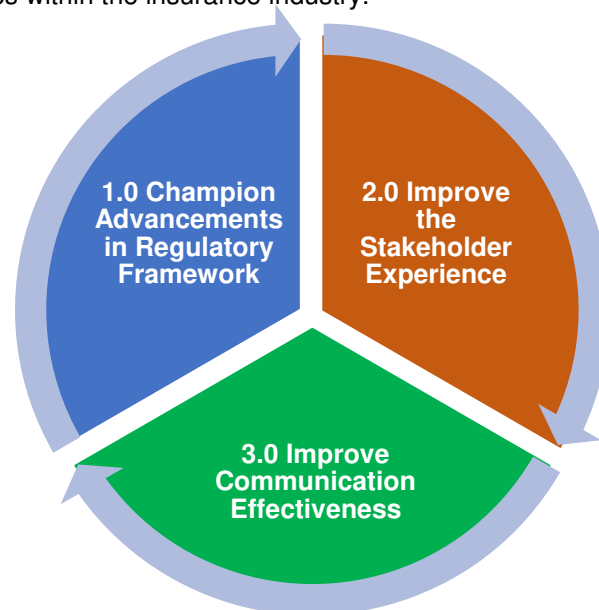 within the insurance industry.
1.0 Champion
Advancements
in Regulatory
Framework
2.0 Improve
the
Stakeholder
Experience
3.0 Improve
Communication
Effectiveness